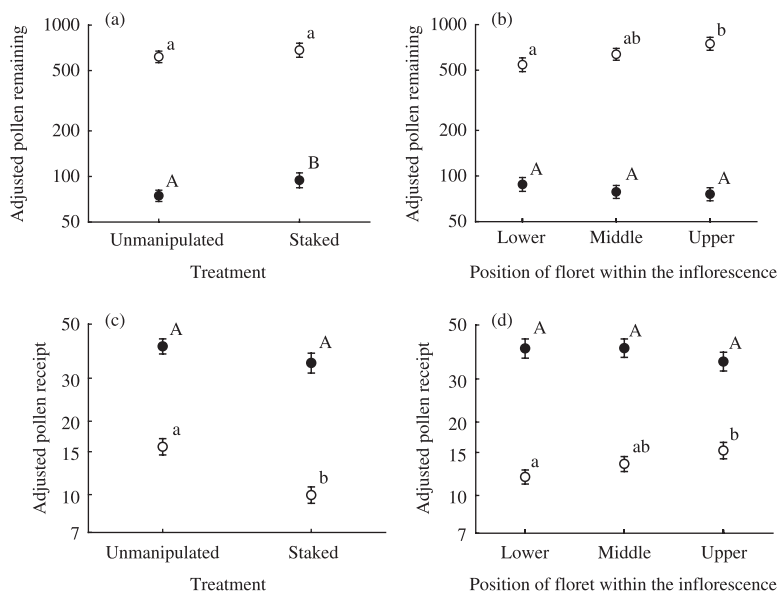 (a)
Adjusted pollen remaining
1000
500
200
100
50
a
a
A
B
Unmanipulated Staked
Treatment
(b)
Adjusted pollen remaining
1000
500
200
100
50
a
ab
b
A
A
A
Lower Middle Upper
Position of floret within the inflorescence
(c)
Adjusted pollen receipt
50
30
20
15
10
7
A
A
a
b
Unmanipulated Staked
Treatment
(d)
Adjusted pollen receipt
50
30
20
15
10
7
A
A
A
a
ab
b
Lower Middle Upper
Position of floret within the inflorescence